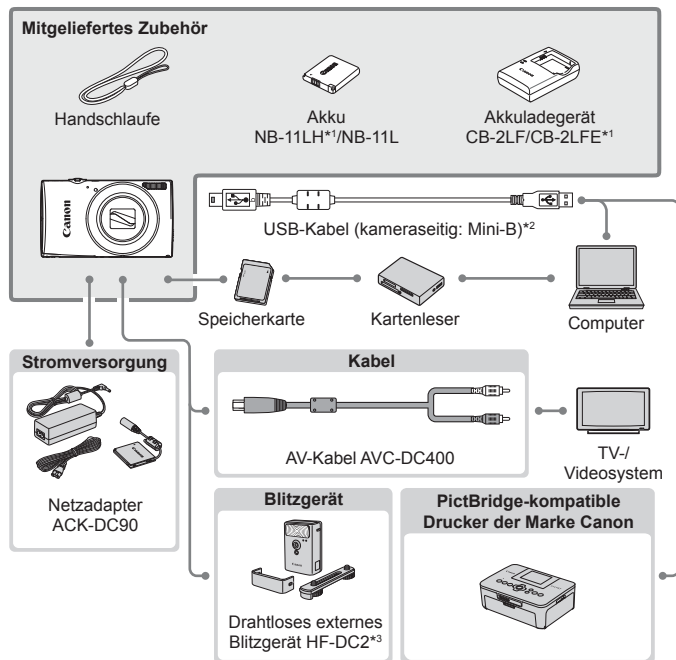 Mitgeliefertes Zubehör
Canon
Handschlaufe
Akku
NB-11LH*1/NB-11L
Akkuladegerät
CB-2LF/CB-2LFE*1
Canon
USB-Kabel (kameraseitig: Mini-B)*2
Speicherkarte
Kartenleser
Computer
Stromversorgung
Netzadapter
ACK-DC90
Kabel
AV-Kabel AVC-DC400
TV-/
Videosystem
Blitzgerät
Drahtloses externes
Blitzgerät HF-DC2*3
PictBridge-kompatible
Drucker der Marke Canon